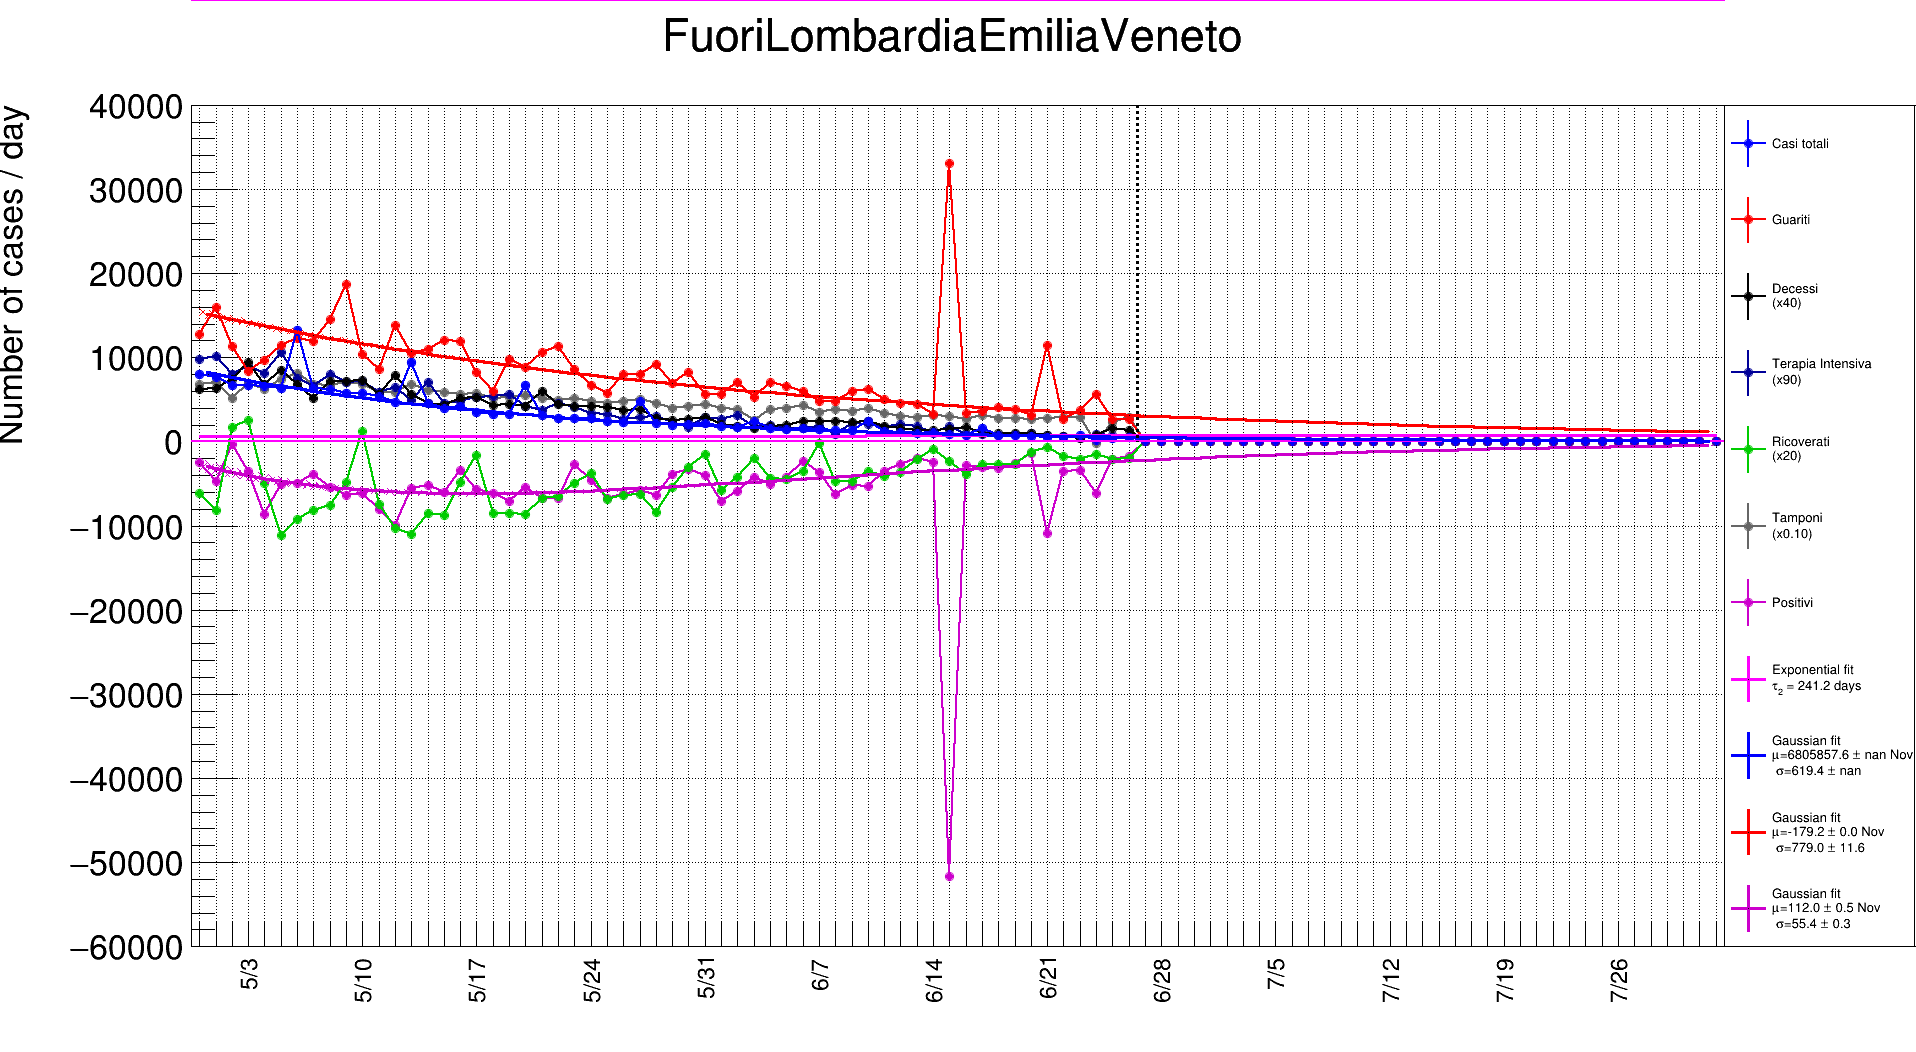 FuoriLombardiaEmiliaVeneto
Number of cases / day
40000
30000
20000
10000
0
−10000
−20000
−30000
−40000
−50000
−60000
5/3
5/10
5/17
5/24
5/31
6/7
6/14
6/21
6/28
7/5
7/12
7/19
7/26
Casi totali
Guariti
Decessi
(x40)
Terapia Intensiva
(x90)
Ricoverati
(x20)
Tamponi
(x0.10)
Positivi
Exponential fit
τ₂ = 241.2 days
Gaussian fit
μ=6805857.6 ± nan Nov
σ=619.4 ± nan
Gaussian fit
μ=-179.2 ± 0.0 Nov
σ=779.0 ± 11.6
Gaussian fit
μ=112.0 ± 0.5 Nov
σ=55.4 ± 0.3